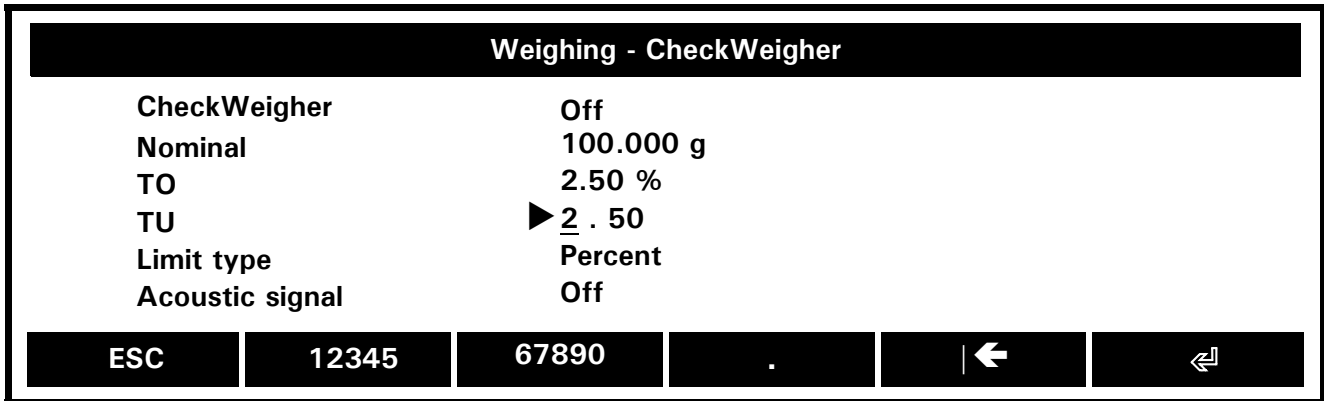 Weighing - CheckWeigher
CheckWeigher Off
Nominal 100.000 g
TO 2.50 %
TU ▶2 . 50
Limit type Percent
Acoustic signal Off
ESC 12345 67890 . |← ⏎